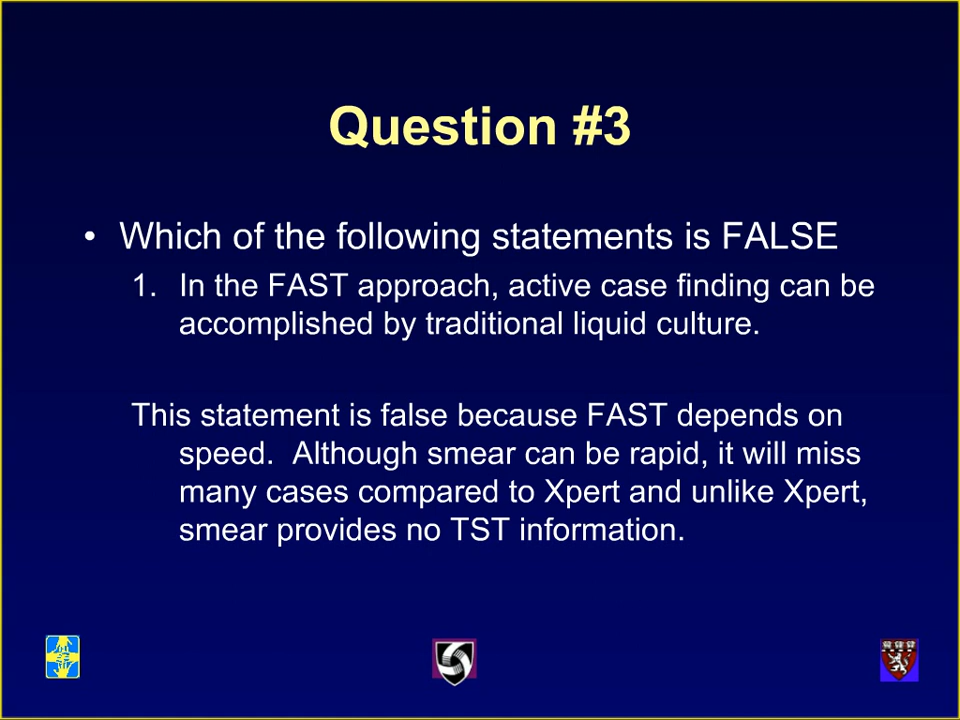 Question #3
• Which of the following statements is FALSE
1. In the FAST approach, active case finding can be
accomplished by traditional liquid culture.
This statement is false because FAST depends on
speed.  Although smear can be rapid, it will miss
many cases compared to Xpert and unlike Xpert,
smear provides no TST information.